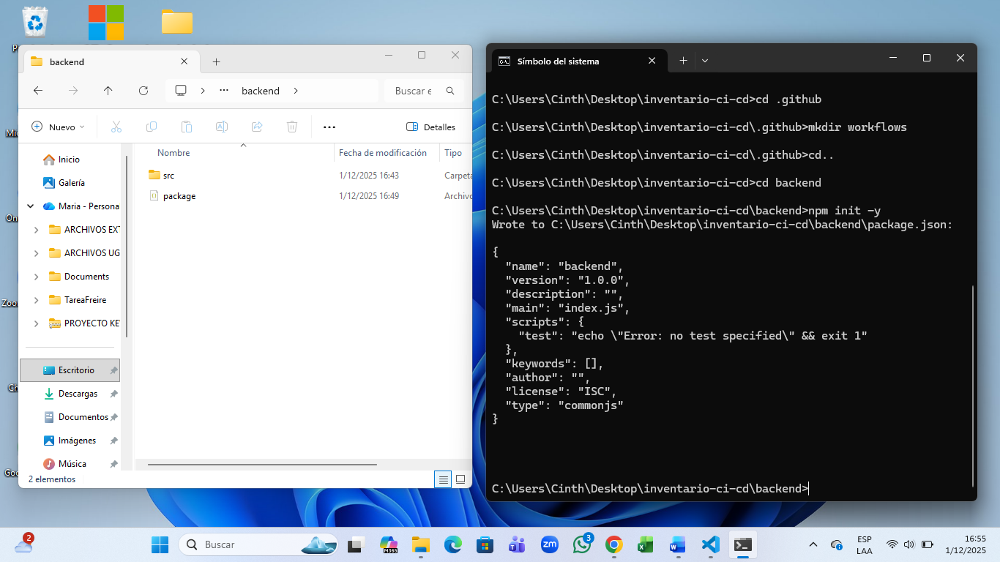 backend
backend
Buscar e
Nuevo
Detalles
Nombre
Fecha de modificación
Tipo
Inicio
Galería
Maria - Persona
ARCHIVOS EXT
ARCHIVOS UG
Documents
TareaFreire
PROYECTO KE
Escritorio
Descargas
Documentos
Imágenes
Música
src
1/12/2025 16:43
Carpeta
package
1/12/2025 16:49
Archivo
2 elementos
Símbolo del sistema
C:\Users\Cinth\Desktop\inventario-ci-cd>cd .github
C:\Users\Cinth\Desktop\inventario-ci-cd\.github>mkdir workflows
C:\Users\Cinth\Desktop\inventario-ci-cd\.github>cd..
C:\Users\Cinth\Desktop\inventario-ci-cd>cd backend
C:\Users\Cinth\Desktop\inventario-ci-cd\backend>npm init -y
Wrote to C:\Users\Cinth\Desktop\inventario-ci-cd\backend\package.json:
{
"name": "backend",
"version": "1.0.0",
"description": "",
"main": "index.js",
"scripts": {
"test": "echo \"Error: no test specified\" && exit 1"
},
"keywords": [],
"author": "",
"license": "ISC",
"type": "commonjs"
}
C:\Users\Cinth\Desktop\inventario-ci-cd\backend>
2
Buscar
M365
zm
3
ESP
LAA
16:55
1/12/2025